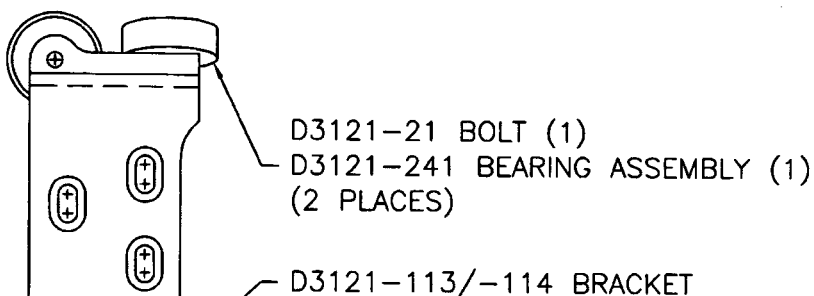 D3121-21 BOLT (1)
D3121-241 BEARING ASSEMBLY (1)
(2 PLACES)
D3121-113/-114 BRACKET